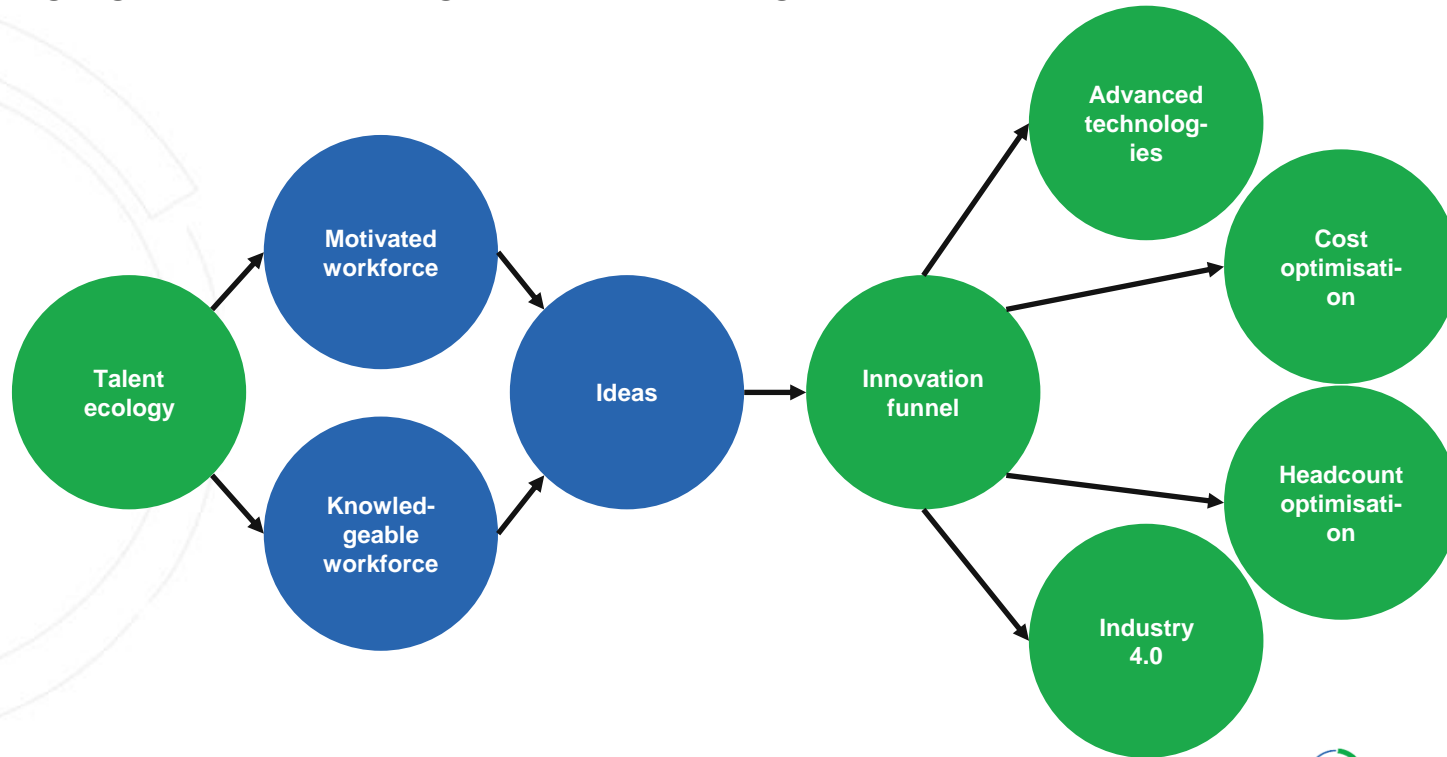 Advanced
technolog-
ies
Motivated
workforce
Cost
optimisati-
on
Talent
ecology
Ideas
Innovation
funnel
Knowled-
geable
workforce
Headcount
optimisati-
on
Industry
4.0